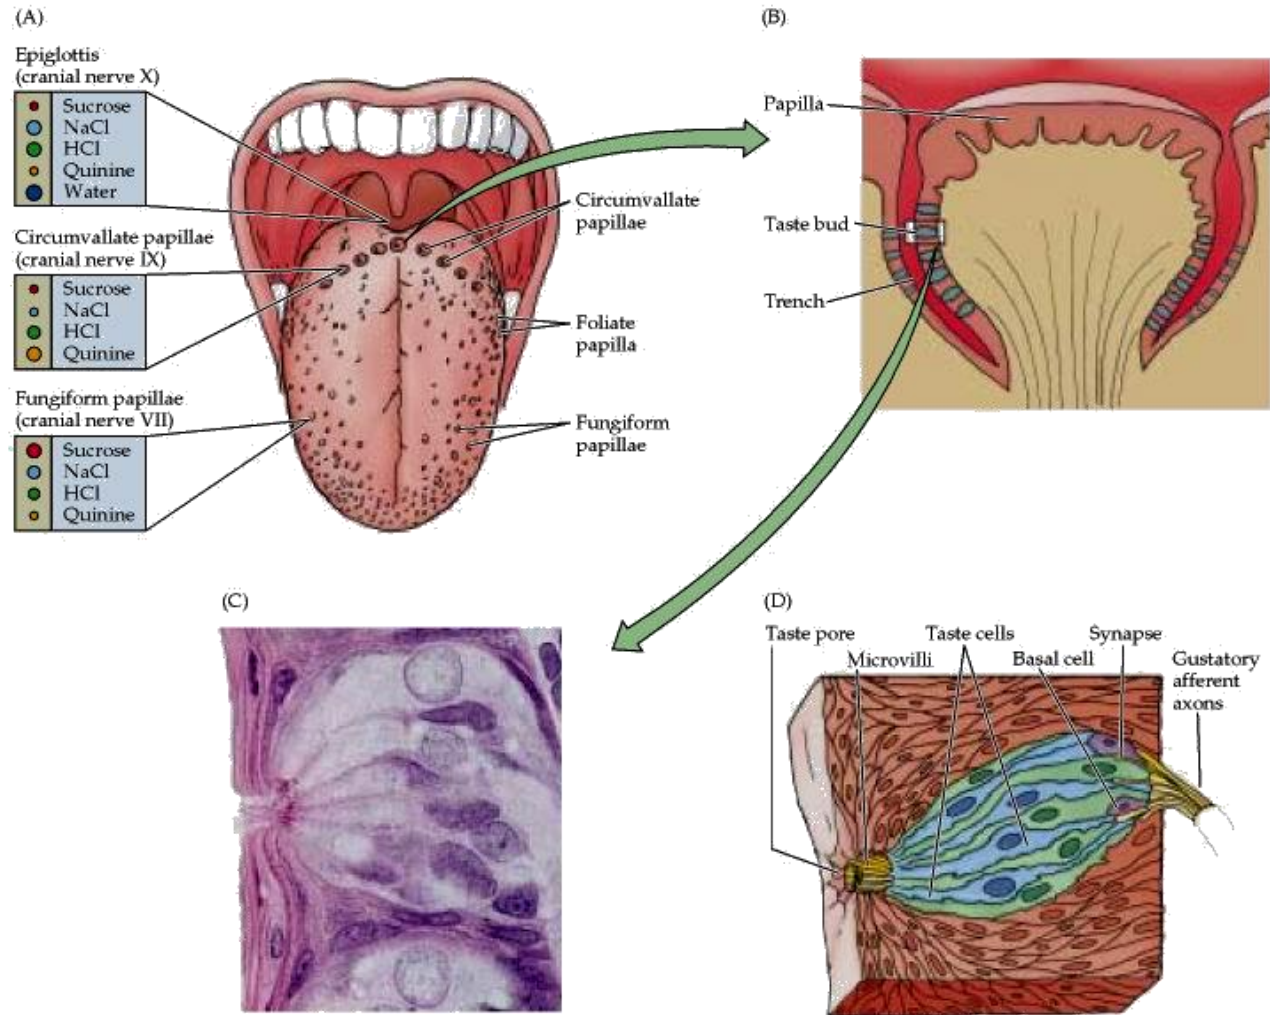 (A)
Epiglottis
(cranial nerve X)
Sucrose
NaCl
HCl
Quinine
Water
Circumvallate papillae
(cranial nerve IX)
Sucrose
NaCl
HCl
Quinine
Fungiform papillae
(cranial nerve VII)
Sucrose
NaCl
HCl
Quinine
Circumvallate
papillae
Foliate
papilla
Fungiform
papillae
(B)
Papilla
Taste bud
Trench
(C)
(D)
Taste pore
Microvilli
Taste cells
Basal cell
Synapse
Gustatory
afferent
axons